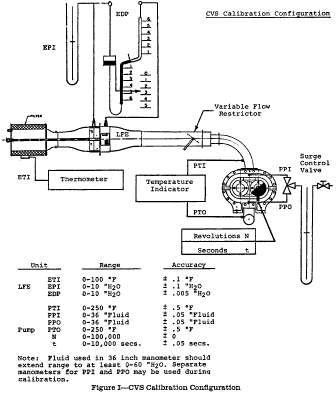 CVS Calibration Configuration
EDP
EPI
FILTER
LFE
Variable Flow
Restrictor
Surge
Control
Valve
PTI
PPI
ETI
Thermometer
Temperature
Indicator
PTO
PPO
Revolutions N
Seconds t
Unit Range Accuracy
ETI 0-100 °F ± .1 °F
LFE EPI 0-10 "H2O ± .1 "H2O
EDP 0-10 "H2O ± .005 "H2O
PTI 0-250 °F ± .5 °F
PPI 0-36 "Fluid ± .05 "Fluid
PPO 0-36 "Fluid ± .05 "Fluid
Pump PTO 0-250 °F ± .5 °F
N 0-100,000 ± 0
t 0-10,000 secs. ± .05 secs.
Note: Fluid used in 36 inch manometer should
extend range to at least 0-60 "H2O. Separate
manometers for PPI and PPO may be used during
calibration.
Figure I—CVS Calibration Configuration